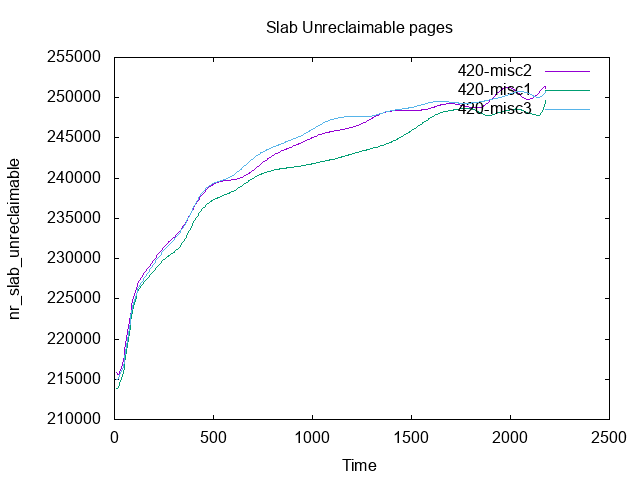 Slab Unreclaimable pages
255000
250000
245000
240000
235000
230000
225000
220000
215000
210000
nr_slab_unreclaimable
420-misc2
420-misc1
420-misc3
0 500 1000 1500 2000 2500
Time